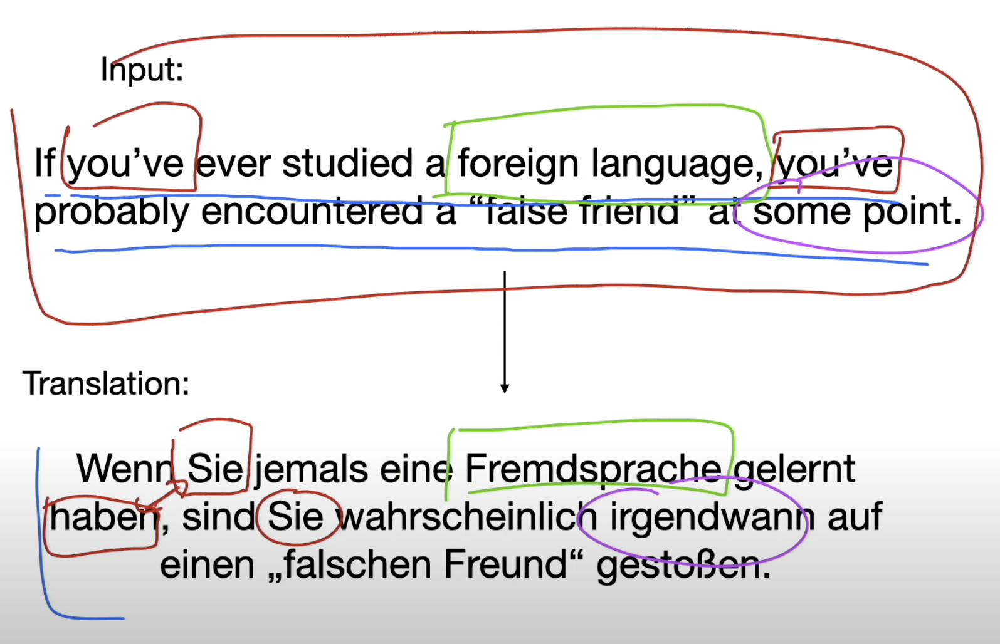 Input:
If you’ve ever studied a foreign language, you’ve
probably encountered a “false friend” at some point.
Translation:
Wenn Sie jemals eine Fremdsprache gelernt
haben, sind Sie wahrscheinlich irgendwann auf
einen „falschen Freund“ gestoßen.